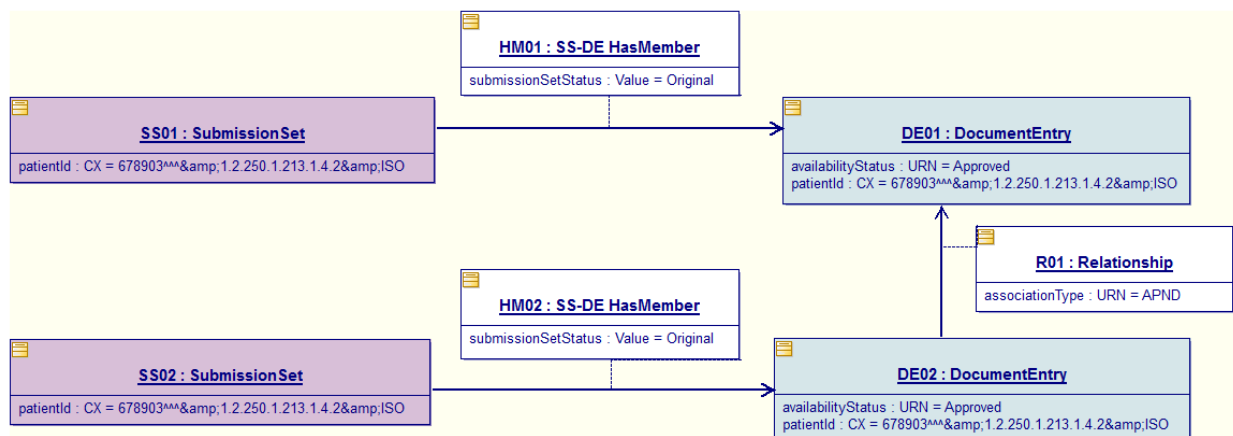 HM01 : SS-DE HasMember
submissionSetStatus : Value = Original
SS01 : SubmissionSet
patientId : CX = 678903^^^&amp;1.2.250.1.213.1.4.2&amp;ISO
DE01 : DocumentEntry
availabilityStatus : URN = Approved
patientId : CX = 678903^^^&amp;1.2.250.1.213.1.4.2&amp;ISO
R01 : Relationship
associationType : URN = APND
HM02 : SS-DE HasMember
submissionSetStatus : Value = Original
SS02 : SubmissionSet
patientId : CX = 678903^^^&amp;1.2.250.1.213.1.4.2&amp;ISO
DE02 : DocumentEntry
availabilityStatus : URN = Approved
patientId : CX = 678903^^^&amp;1.2.250.1.213.1.4.2&amp;ISO